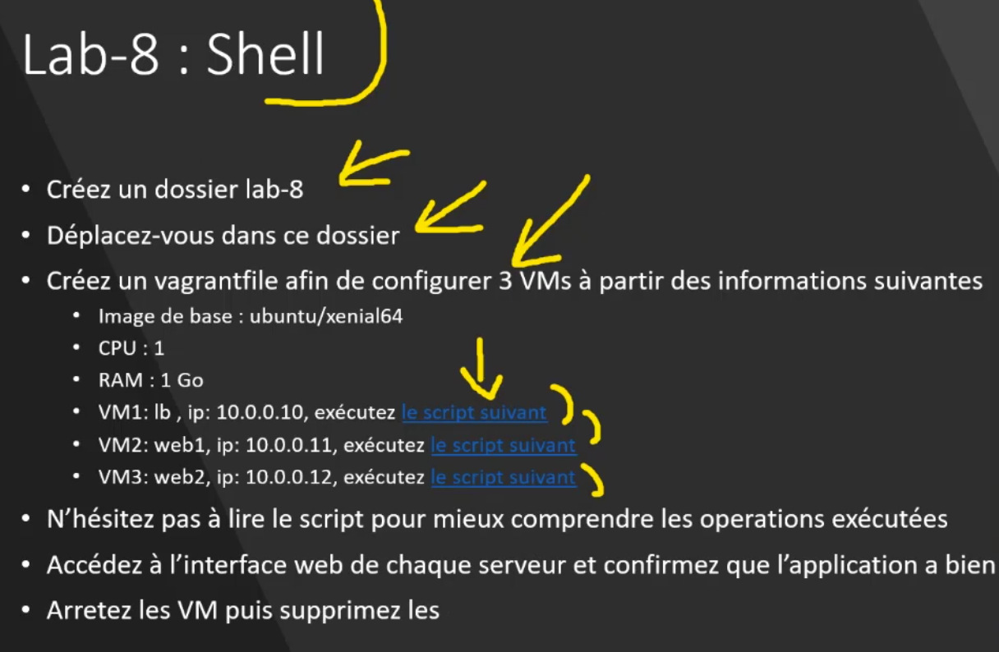 Lab-8 : Shell
• Créez un dossier lab-8
• Déplacez-vous dans ce dossier
• Créez un vagrantfile afin de configurer 3 VMs à partir des informations suivantes
• Image de base : ubuntu/xenial64
• CPU : 1
• RAM : 1 Go
• VM1: lb , ip: 10.0.0.10, exécutez le script suivant
• VM2: web1, ip: 10.0.0.11, exécutez le script suivant
• VM3: web2, ip: 10.0.0.12, exécutez le script suivant
• N'hésitez pas à lire le script pour mieux comprendre les operations exécutées
• Accédez à l'interface web de chaque serveur et confirmez que l'application a bien
• Arretez les VM puis supprimez les